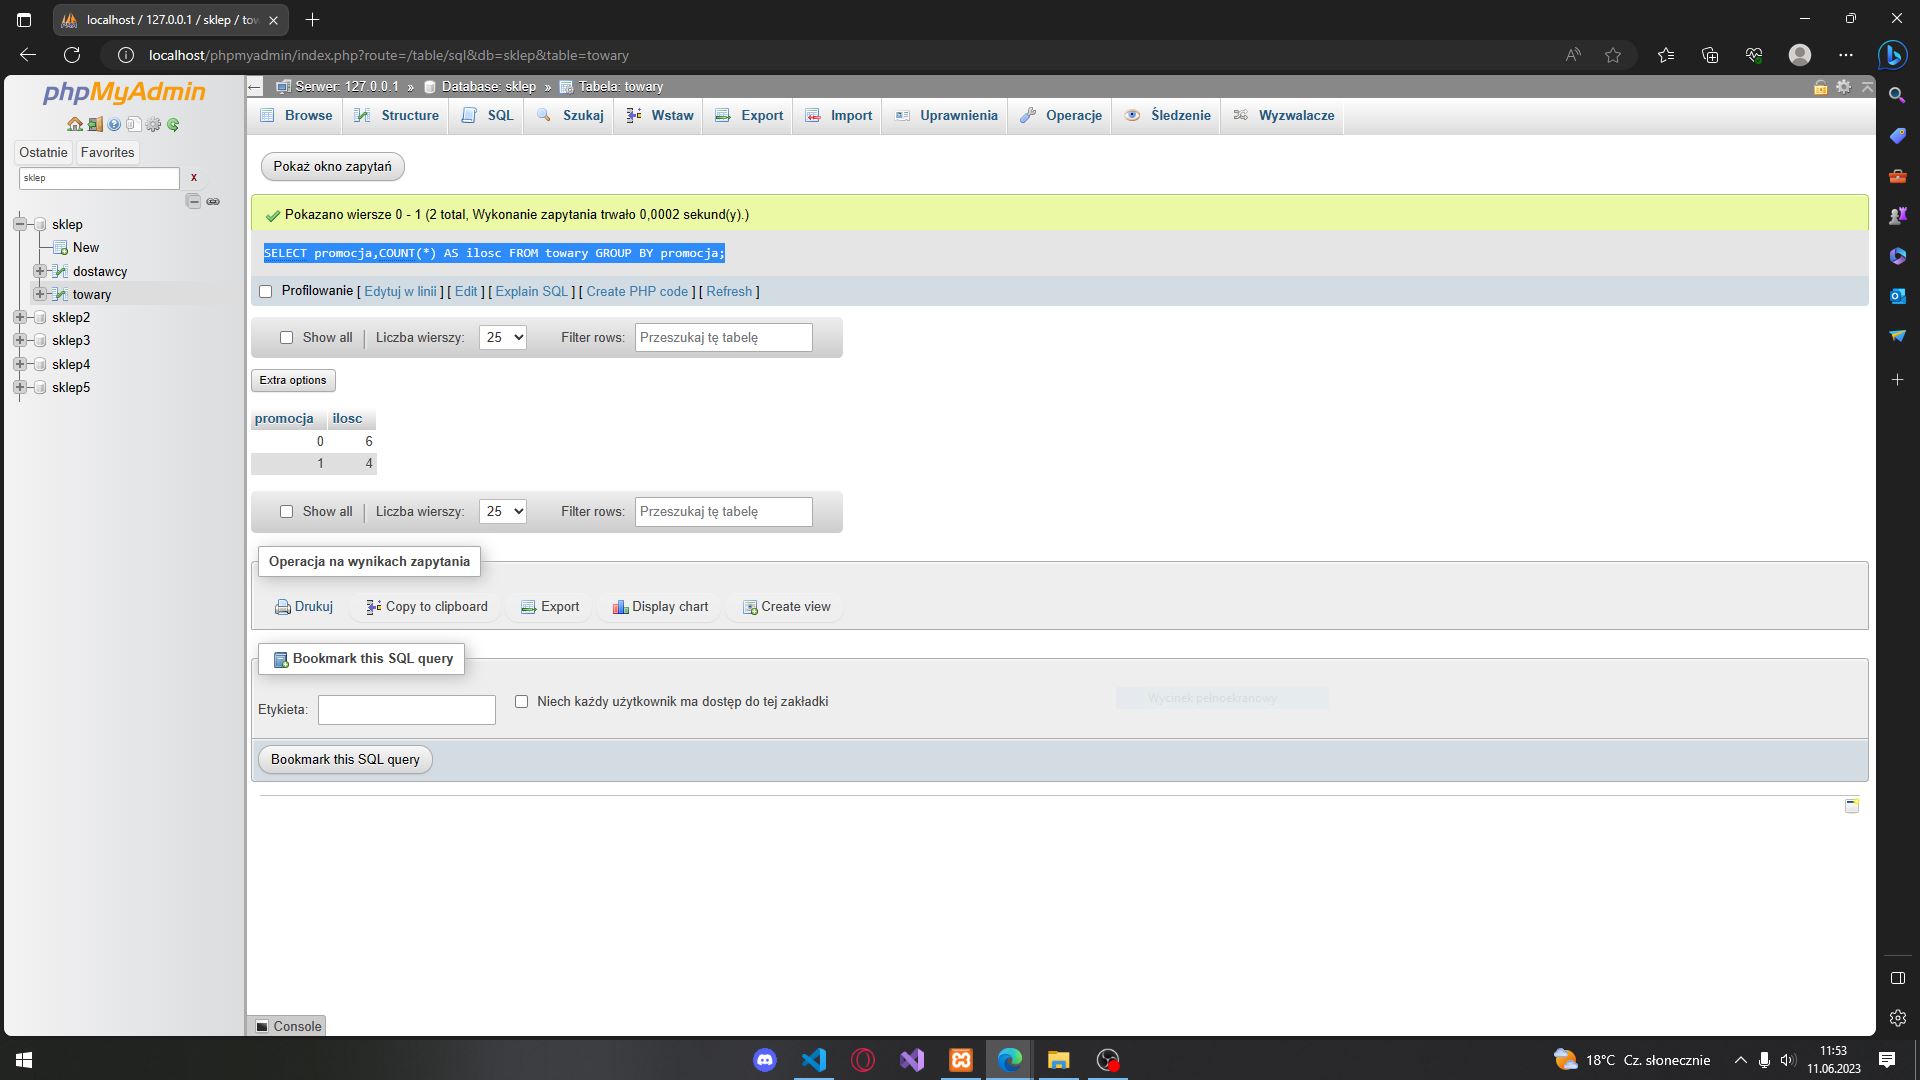 localhost / 127.0.0.1 / sklep / tow
localhost/phpmyadmin/index.php?route=/table/sql&db=sklep&table=towary
phpMyAdmin
Ostatnie Favorites
sklep X
sklep
New
dostawcy
towary
sklep2
sklep3
sklep4
sklep5
Serwer: 127.0.0.1 » Database: sklep » Tabela: towary
Browse Structure SQL Szukaj Wstaw Export Import Uprawnienia Operacje Śledzenie Wyzwalacze
Pokaż okno zapytań
Pokazano wiersze 0 - 1 (2 total, Wykonanie zapytania trwało 0,0002 sekund(y).)
SELECT promocja,COUNT(*) AS ilosc FROM towary GROUP BY promocja;
Profilowanie [ Edytuj w linii ] [ Edit ] [ Explain SQL ] [ Create PHP code ] [ Refresh ]
Show all | Liczba wierszy: 25 Filter rows: Przeszukaj tę tabelę
Extra options
promocja ilosc
0 6
1 4
Show all | Liczba wierszy: 25 Filter rows: Przeszukaj tę tabelę
Operacja na wynikach zapytania
Drukuj Copy to clipboard Export Display chart Create view
Bookmark this SQL query
Etykieta: Niech każdy użytkownik ma dostęp do tej zakładki
Wycinek pełnoekranowy
Bookmark this SQL query
Console
18°C Cz. słonecznie
11:53
11.06.2023